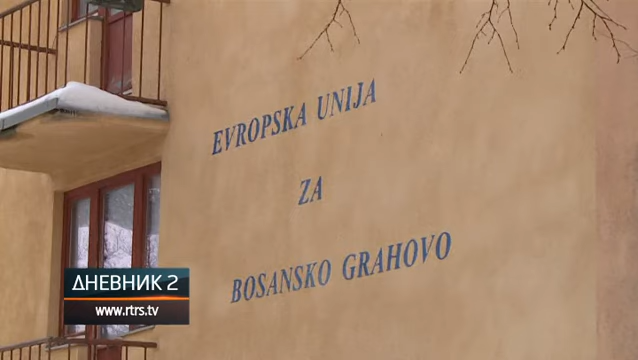 EVROPSKA UNIJA
ZA
BOSANSKO GRAHOVO
ДНЕВНИК 2
www.rtrs.tv